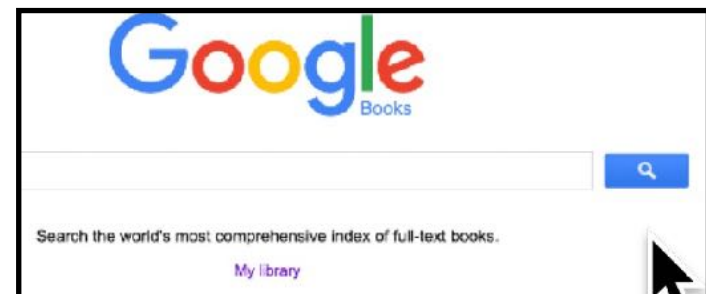 Google
Books
Search the world's most comprehensive index of full-text books.
My library